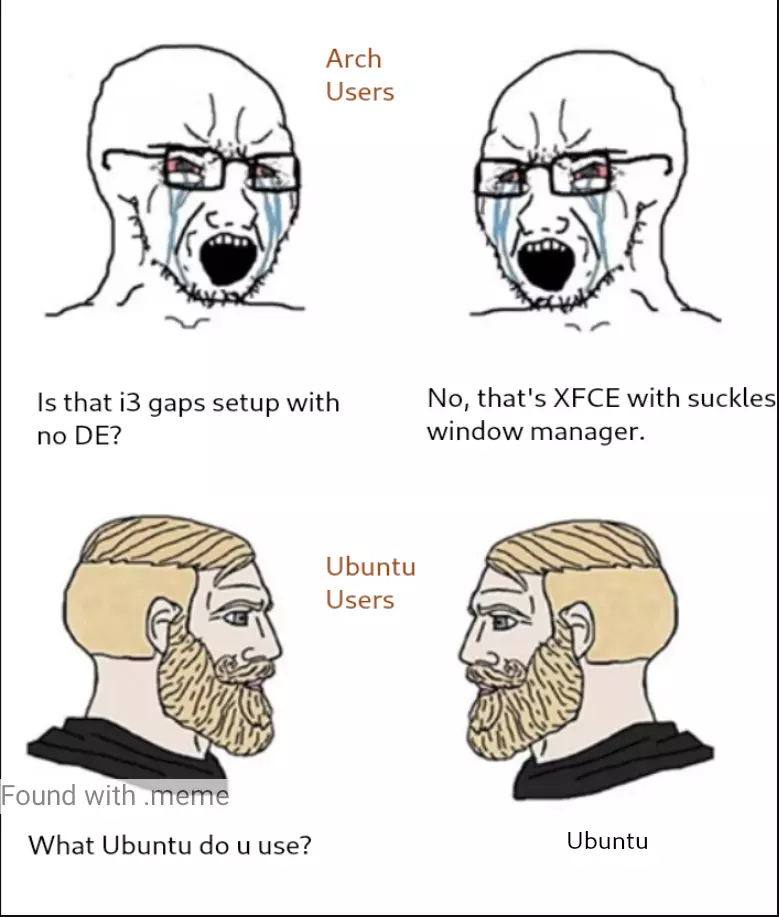 Arch
Users
Is that i3 gaps setup with
no DE?
No, that's XFCE with suckles
window manager.
Ubuntu
Users
Found with .meme
What Ubuntu do u use?
Ubuntu